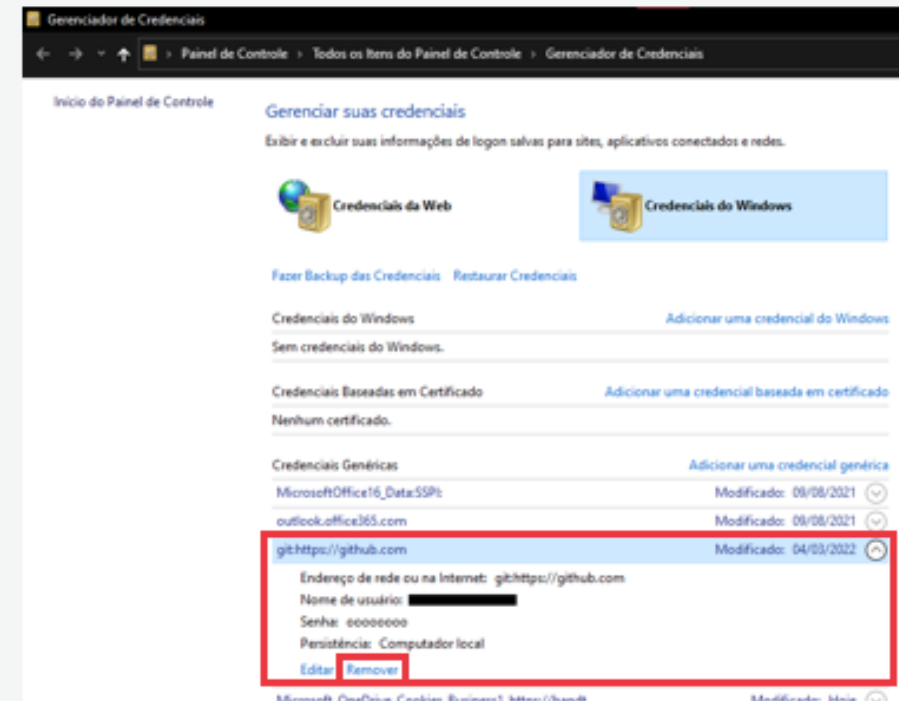 Gerenciador de Credenciais
Painel de Controle > Todos os Itens do Painel de Controle > Gerenciador de Credenciais
Início do Painel de Controle
Gerenciar suas credenciais
Exibir e excluir suas informações de logon salvas para sites, aplicativos conectados e redes.
Credenciais da Web
Credenciais do Windows
Fazer Backup das Credenciais Restaurar Credenciais
Credenciais do Windows Adicionar uma credencial do Windows
Sem credenciais do Windows.
Credenciais Baseadas em Certificado Adicionar uma credencial baseada em certificado
Nenhum certificado.
Credenciais Genéricas Adicionar uma credencial genérica
MicrosoftOffice16_Data:SSPI: Modificado: 09/08/2021
outlook.office365.com Modificado: 09/08/2021
git:https://github.com Modificado: 04/03/2022
Endereço de rede ou na Internet: git:https://github.com
Nome de usuário:
Senha: oooooooo
Persistência: Computador local
Editar Remover
Modificado: Hoje